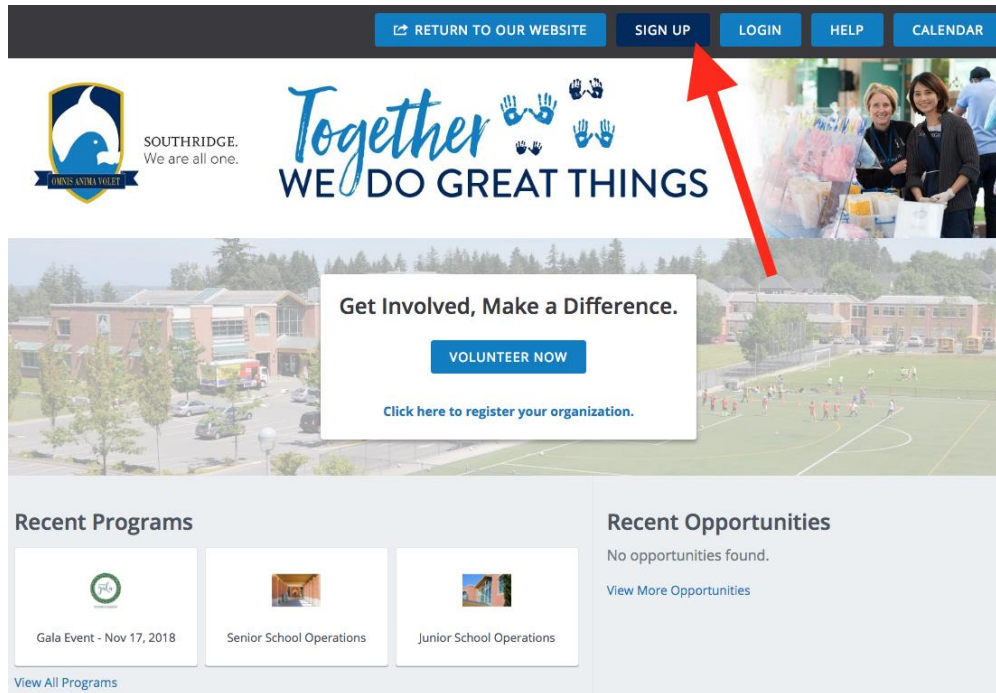 RETURN TO OUR WEBSITE
SIGN UP
LOGIN
HELP
CALENDAR
SOUTHRIDGE.
We are all one.
OMNIS ANIMA VOLET
Together
WE DO GREAT THINGS
Get Involved, Make a Difference.
VOLUNTEER NOW
Click here to register your organization.
Recent Programs
Gala Event - Nov 17, 2018
Senior School Operations
Junior School Operations
View All Programs
Recent Opportunities
No opportunities found.
View More Opportunities